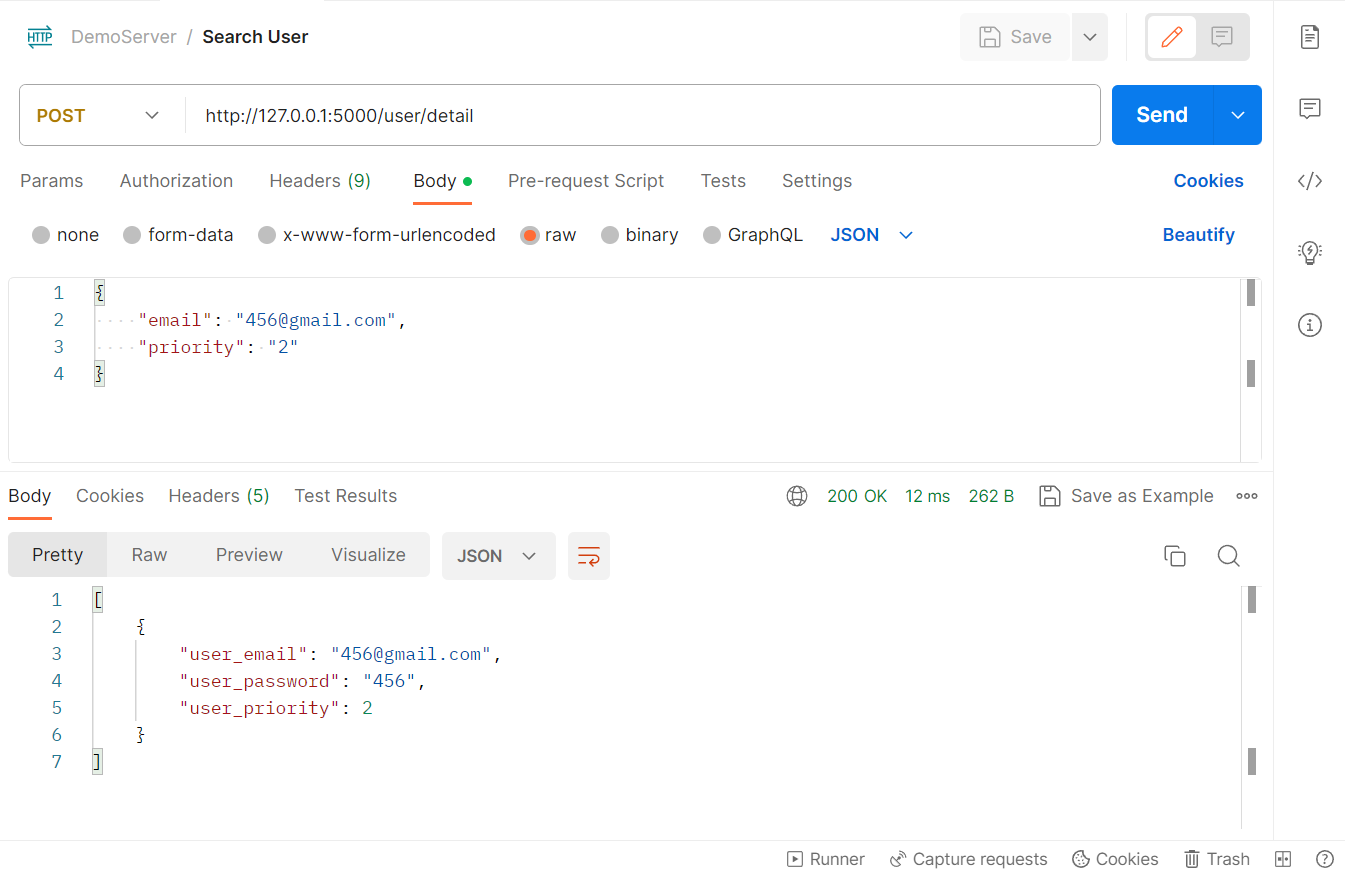 HTTP DemoServer / Search User Save
POST http://127.0.0.1:5000/user/detail Send
Params Authorization Headers (9) Body Pre-request Script Tests Settings Cookies
none form-data x-www-form-urlencoded raw binary GraphQL JSON Beautify
1 {
2 "email": "456@gmail.com",
3 "priority": "2"
4 }
Body Cookies Headers (5) Test Results 200 OK 12 ms 262 B Save as Example
Pretty Raw Preview Visualize JSON
1 [
2 {
3 "user_email": "456@gmail.com",
4 "user_password": "456",
5 "user_priority": 2
6 }
7 ]
Runner Capture requests Cookies Trash